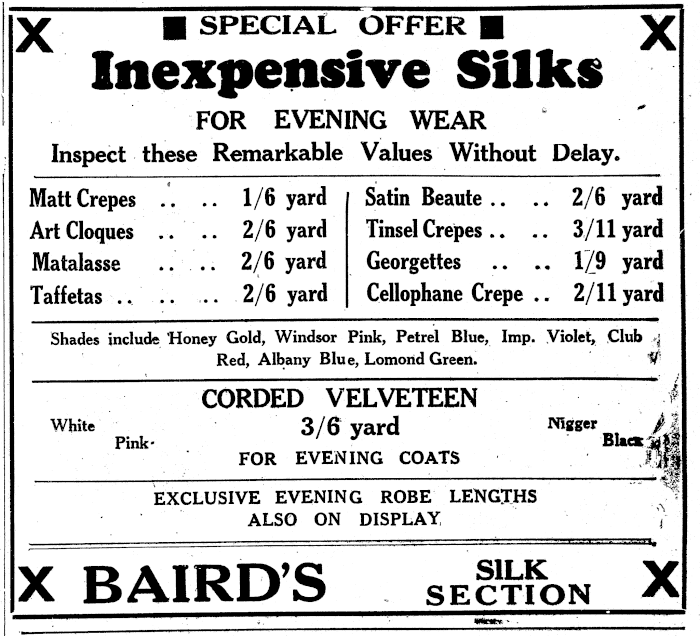 X ■ SPECIAL OFFER ■ X
Inexpensive Silks
FOR EVENING WEAR
Inspect these Remarkable Values Without Delay.
Matt Crepes .. .. 1/6 yard
Art Cloques .. .. 2/6 yard
Matalasse .. .. 2/6 yard
Taffetas .. .. .. 2/6 yard
Satin Beaute .. .. 2/6 yard
Tinsel Crepes .. .. 3/11 yard
Georgettes .. .. 1/9 yard
Cellophane Crepe .. 2/11 yard
Shades include Honey Gold, Windsor Pink, Petrel Blue, Imp. Violet, Club
Red, Albany Blue, Lomond Green.
CORDED VELVETEEN
White 3/6 yard Nigger
Pink Black
FOR EVENING COATS
EXCLUSIVE EVENING ROBE LENGTHS
ALSO ON DISPLAY
X BAIRD'S SILK X
SECTION